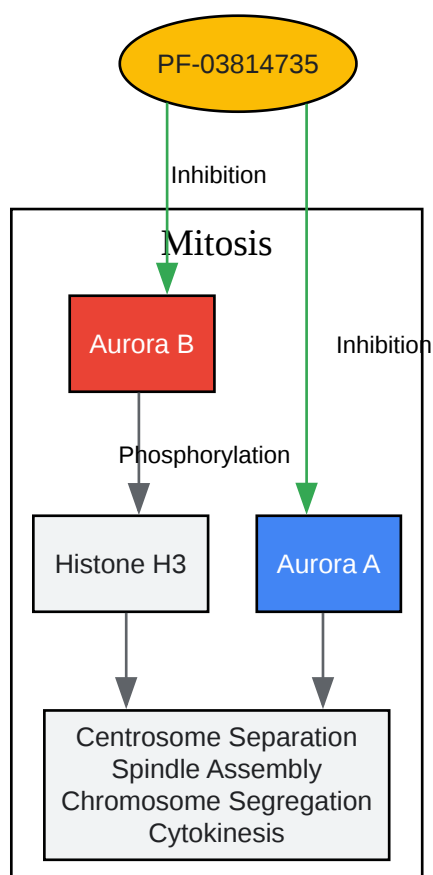 PF-03814735
Inhibition
Mitosis
Aurora B
Inhibition
Phosphorylation
Histone H3
Aurora A
Centrosome Separation
Spindle Assembly
Chromosome Segregation
Cytokinesis